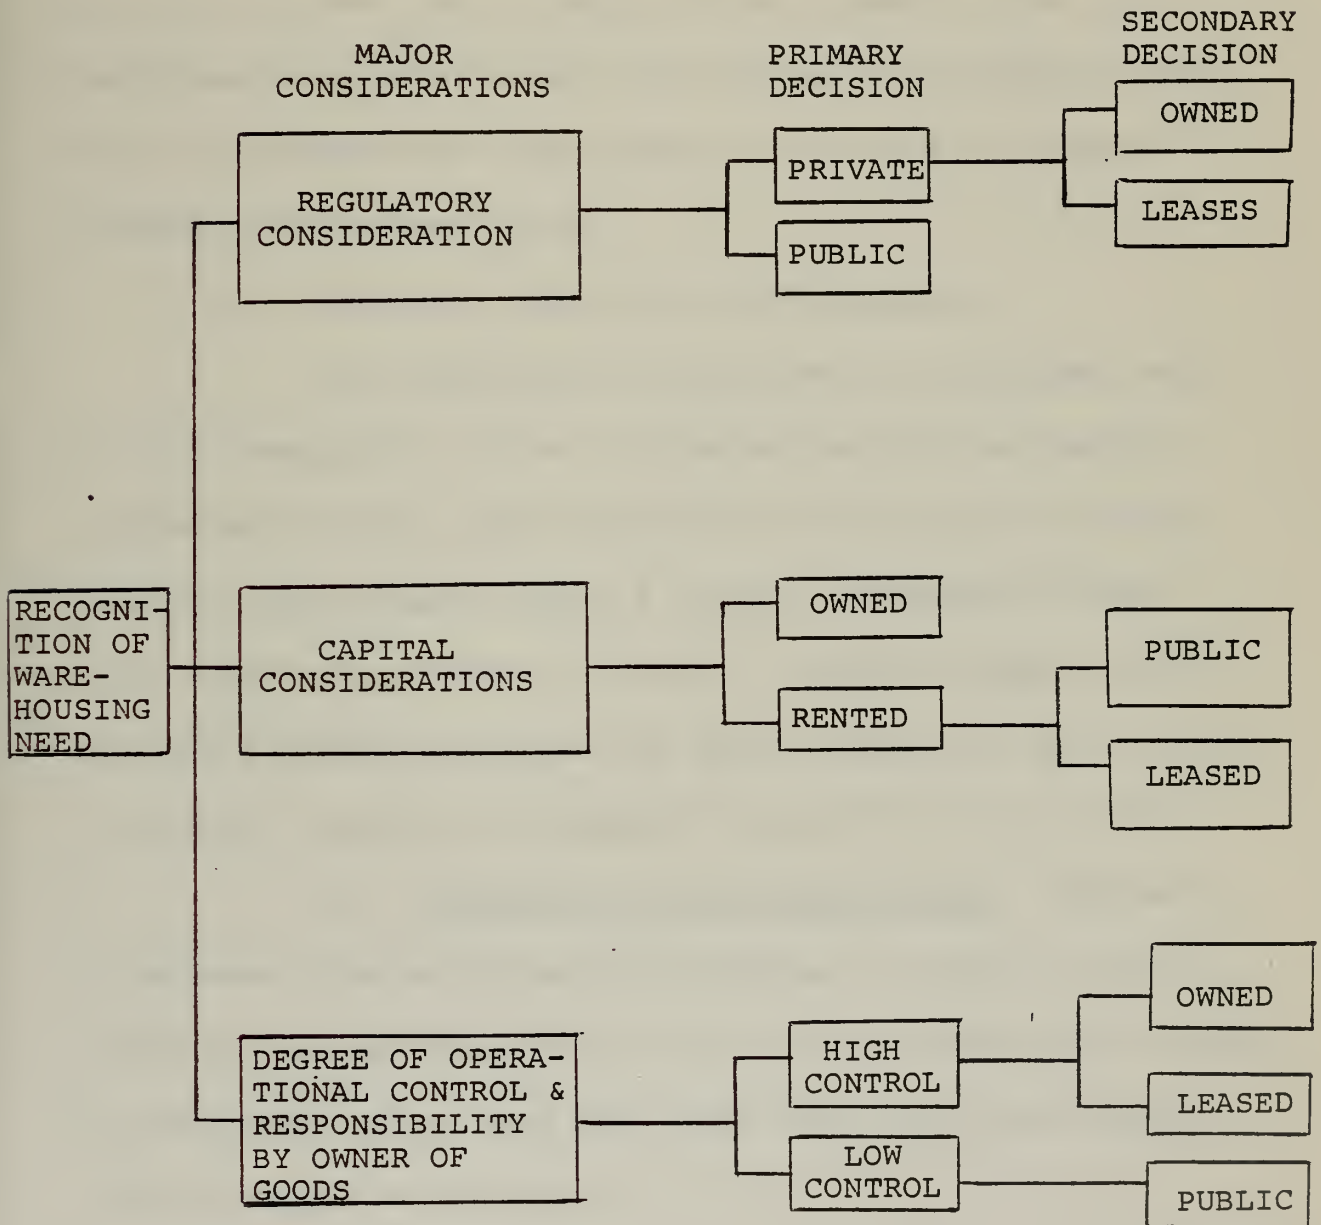 MAJOR
CONSIDERATIONS
PRIMARY
DECISION
SECONDARY
DECISION
REGULATORY
CONSIDERATION
PRIVATE
PUBLIC
OWNED
LEASES
RECOGNI-
TION OF
WARE-
HOUSING
NEED
CAPITAL
CONSIDERATIONS
OWNED
RENTED
PUBLIC
LEASED
DEGREE OF OPERA-
TIONAL CONTROL &
RESPONSIBILITY
BY OWNER OF
GOODS
HIGH
CONTROL
LOW
CONTROL
OWNED
LEASED
PUBLIC